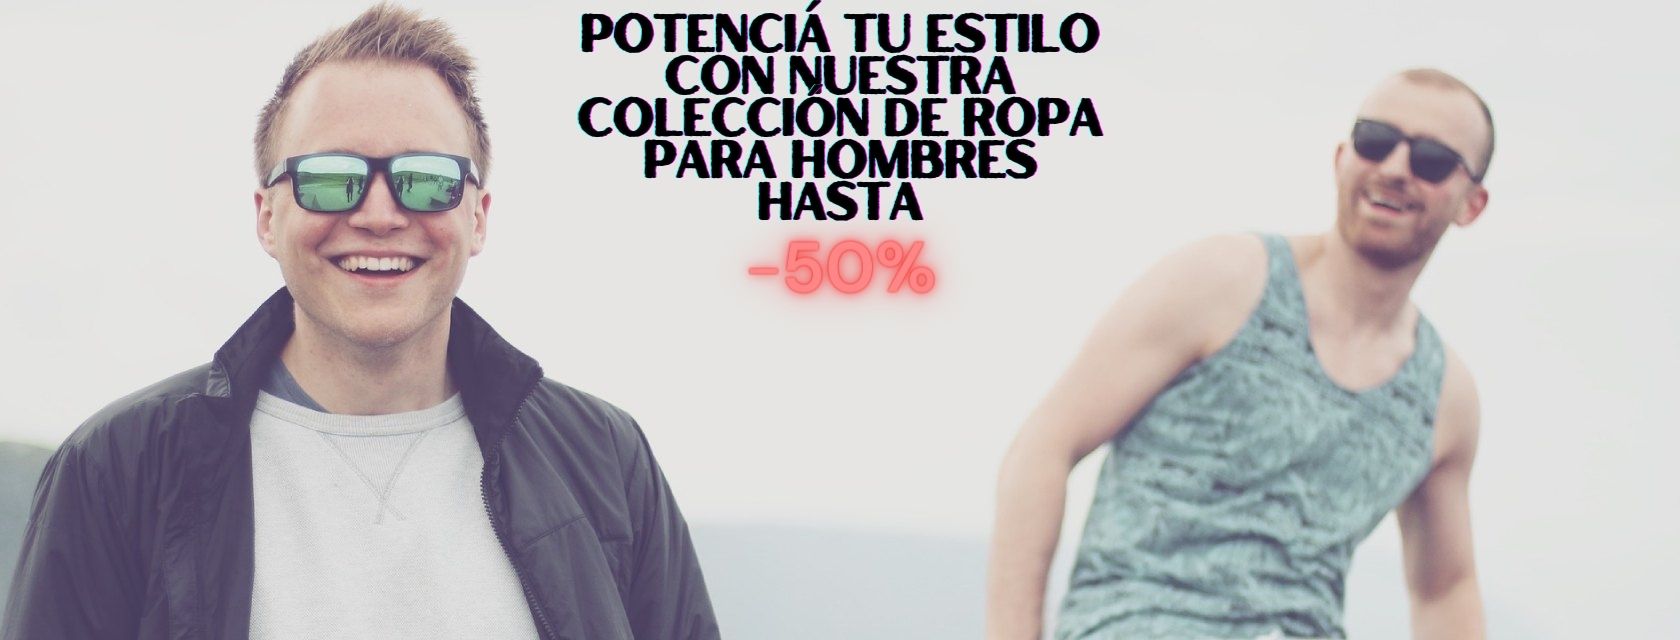 POTENCIÁ TU ESTILO
CON NUESTRA
COLECCIÓN DE ROPA
PARA HOMBRES
HASTA
-50%